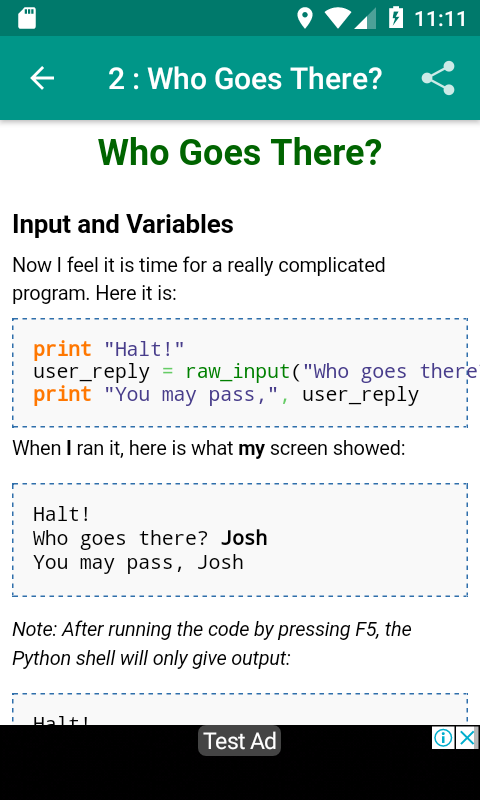 11:11
2 : Who Goes There?
Who Goes There?
Input and Variables
Now I feel it is time for a really complicated
program. Here it is:
print "Halt!"
user_reply = raw_input("Who goes there
print "You may pass,", user_reply
When I ran it, here is what my screen showed:
Halt!
Who goes there? Josh
You may pass, Josh
Note: After running the code by pressing F5, the
Python shell will only give output:
Halt!
Test Ad